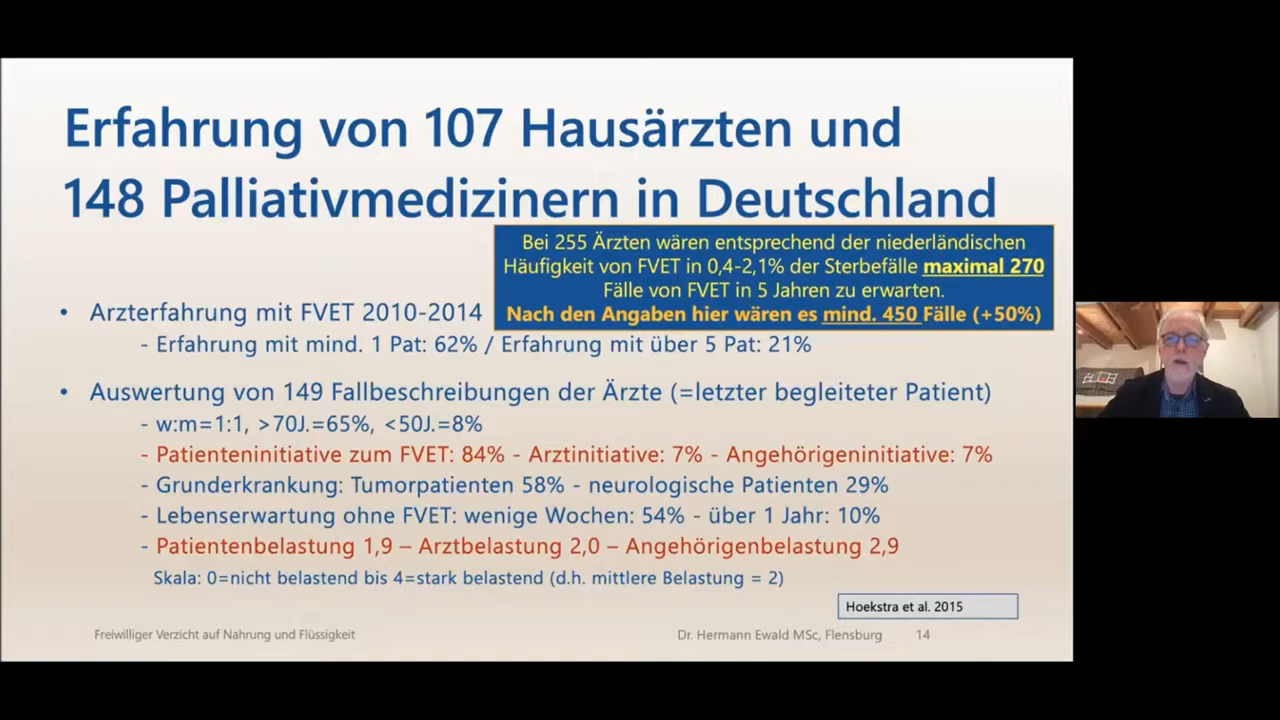 Erfahrung von 107 Hausärzten und
148 Palliativmedizinern in Deutschland
Bei 255 Ärzten wären entsprechend der niederländischen
Häufigkeit von FVET in 0,4-2,1% der Sterbefälle maximal 270
Fälle von FVET in 5 Jahren zu erwarten.
Nach den Angaben hier wären es mind. 450 Fälle (+50%)
• Arzterfahrung mit FVET 2010-2014
- Erfahrung mit mind. 1 Pat: 62% / Erfahrung mit über 5 Pat: 21%
• Auswertung von 149 Fallbeschreibungen der Ärzte (=letzter begleiteter Patient)
- w:m=1:1, >70J.=65%, <50J.=8%
- Patienteninitiative zum FVET: 84% - Arztinitiative: 7% - Angehörigeninitiative: 7%
- Grunderkrankung: Tumorpatienten 58% - neurologische Patienten 29%
- Lebenserwartung ohne FVET: wenige Wochen: 54% - über 1 Jahr: 10%
- Patientenbelastung 1,9 – Arztbelastung 2,0 – Angehörigenbelastung 2,9
Skala: 0=nicht belastend bis 4=stark belastend (d.h. mittlere Belastung = 2)
Hoekstra et al. 2015
Freiwilliger Verzicht auf Nahrung und Flüssigkeit
Dr. Hermann Ewald MSc, Flensburg 14